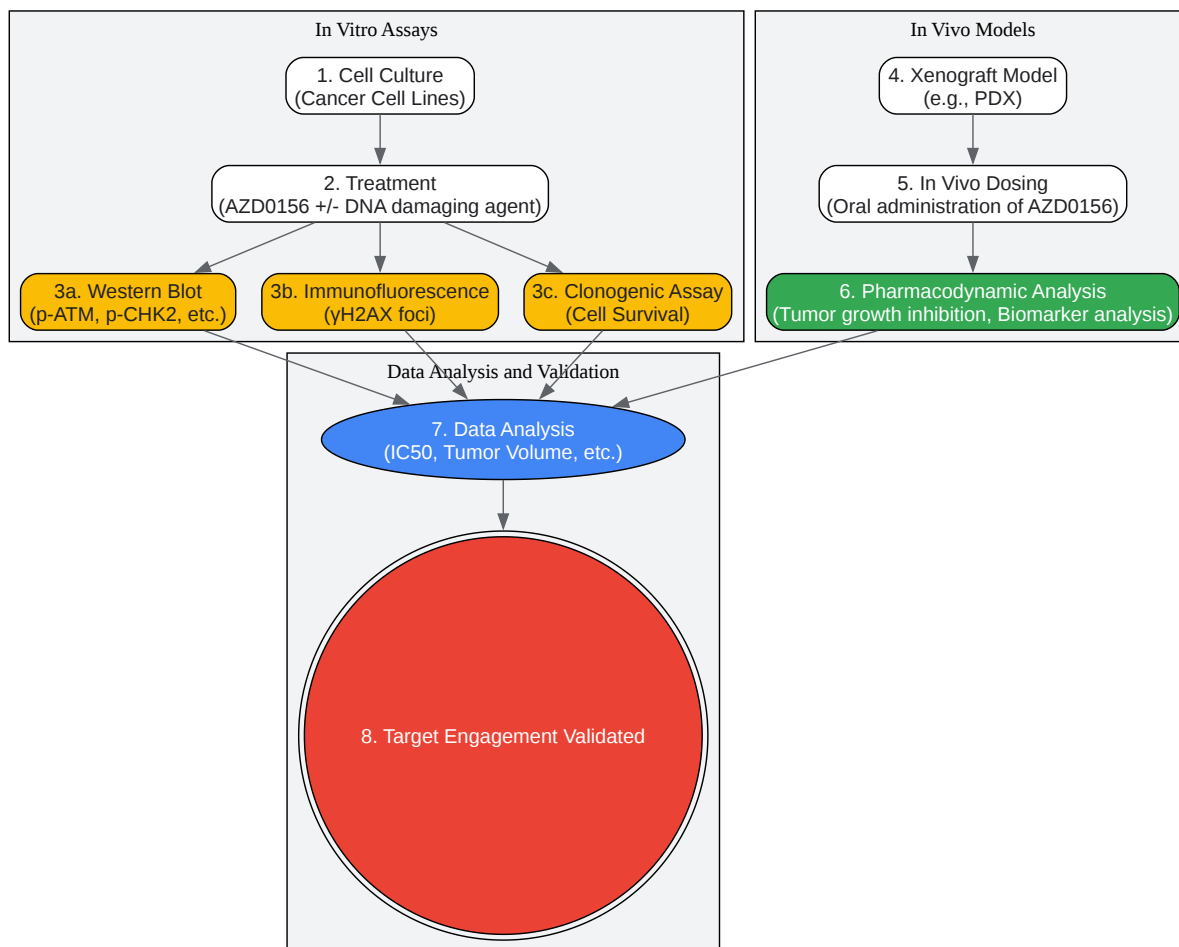 In Vitro Assays
1. Cell Culture
(Cancer Cell Lines)
2. Treatment
(AZD0156 +/- DNA damaging agent)
3a. Western Blot
(p-ATM, p-CHK2, etc.)
3b. Immunofluorescence
(γH2AX foci)
3c. Clonogenic Assay
(Cell Survival)
In Vivo Models
4. Xenograft Model
(e.g., PDX)
5. In Vivo Dosing
(Oral administration of AZD0156)
6. Pharmacodynamic Analysis
(Tumor growth inhibition, Biomarker analysis)
Data Analysis and Validation
7. Data Analysis
(IC50, Tumor Volume, etc.)
8. Target Engagement Validated